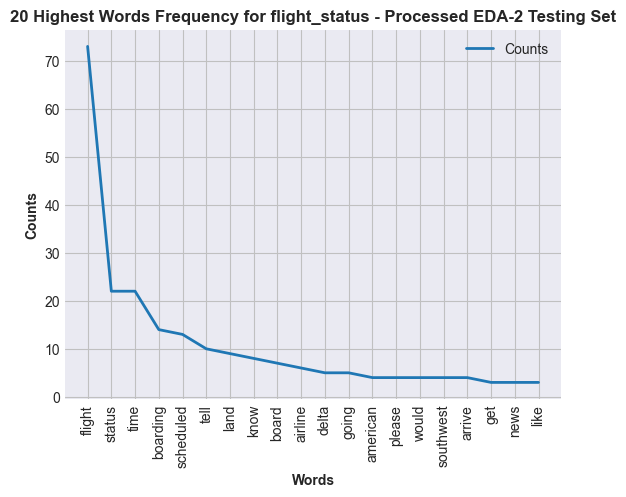 20 Highest Words Frequency for flight_status - Processed EDA-2 Testing Set
Counts
Counts
70
60
50
40
30
20
10
0
flight
status
time
boarding
scheduled
tell
land
know
board
airline
delta
going
american
please
would
southwest
arrive
get
news
like
Words